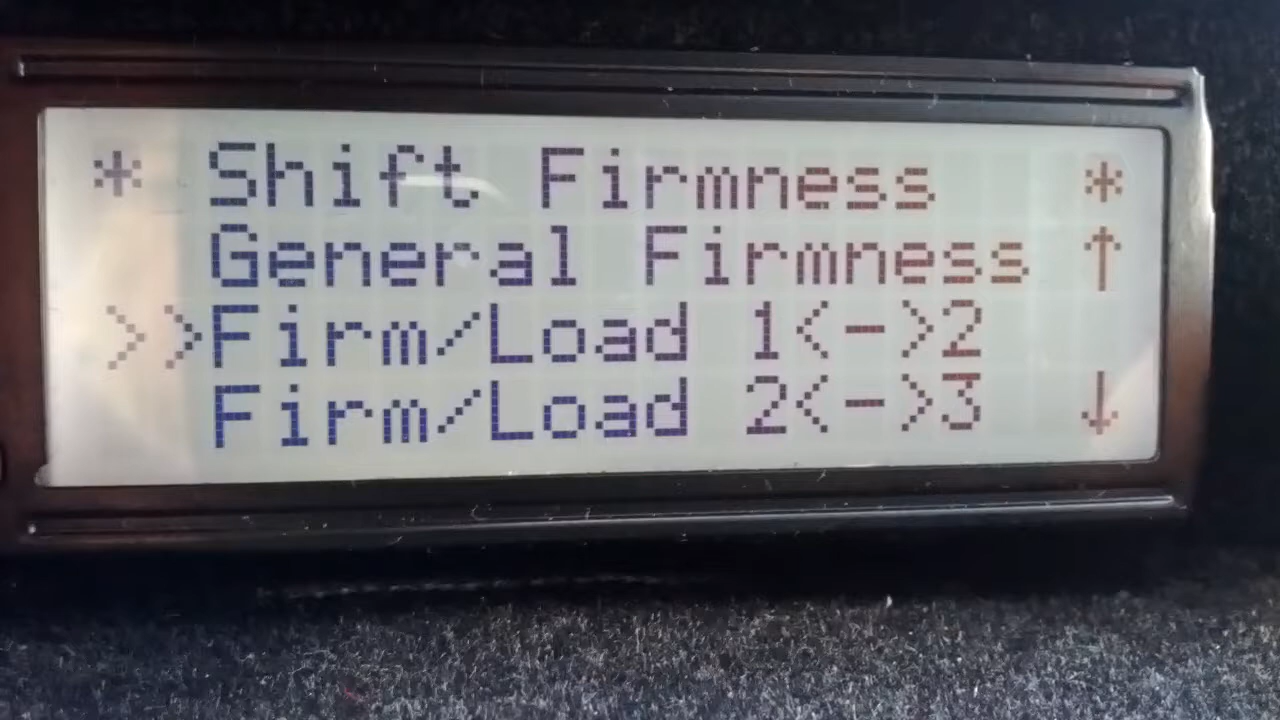 * Shift Firmness *
General Firmness ↑
>>Firm/Load 1<->2
Firm/Load 2<->3 ↓